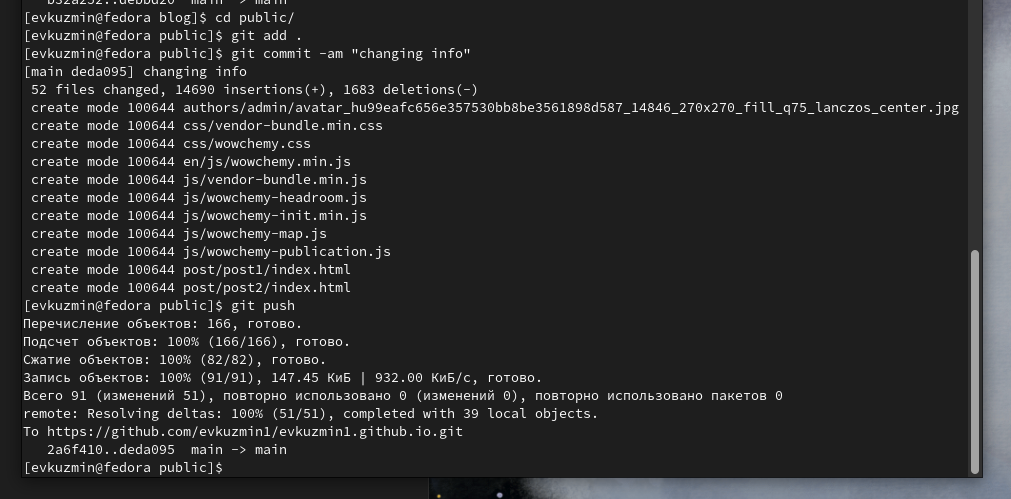 b32a252..debbd20  main -> main
[evkuzmin@fedora blog]$ cd public/
[evkuzmin@fedora public]$ git add .
[evkuzmin@fedora public]$ git commit -am "changing info"
[main deda095] changing info
 52 files changed, 14690 insertions(+), 1683 deletions(-)
 create mode 100644 authors/admin/avatar_hu99eafc656e357530bb8be3561898d587_14846_270x270_fill_q75_lanczos_center.jpg
 create mode 100644 css/vendor-bundle.min.css
 create mode 100644 css/wowchemy.css
 create mode 100644 en/js/wowchemy.min.js
 create mode 100644 js/vendor-bundle.min.js
 create mode 100644 js/wowchemy-headroom.js
 create mode 100644 js/wowchemy-init.min.js
 create mode 100644 js/wowchemy-map.js
 create mode 100644 js/wowchemy-publication.js
 create mode 100644 post/post1/index.html
 create mode 100644 post/post2/index.html
[evkuzmin@fedora public]$ git push
Перечисление объектов: 166, готово.
Подсчет объектов: 100% (166/166), готово.
Сжатие объектов: 100% (82/82), готово.
Запись объектов: 100% (91/91), 147.45 КиБ | 932.00 КиБ/с, готово.
Всего 91 (изменений 51), повторно использовано 0 (изменений 0), повторно использовано пакетов 0
remote: Resolving deltas: 100% (51/51), completed with 39 local objects.
To https://github.com/evkuzmin1/evkuzmin1.github.io.git
   2a6f410..deda095  main -> main
[evkuzmin@fedora public]$